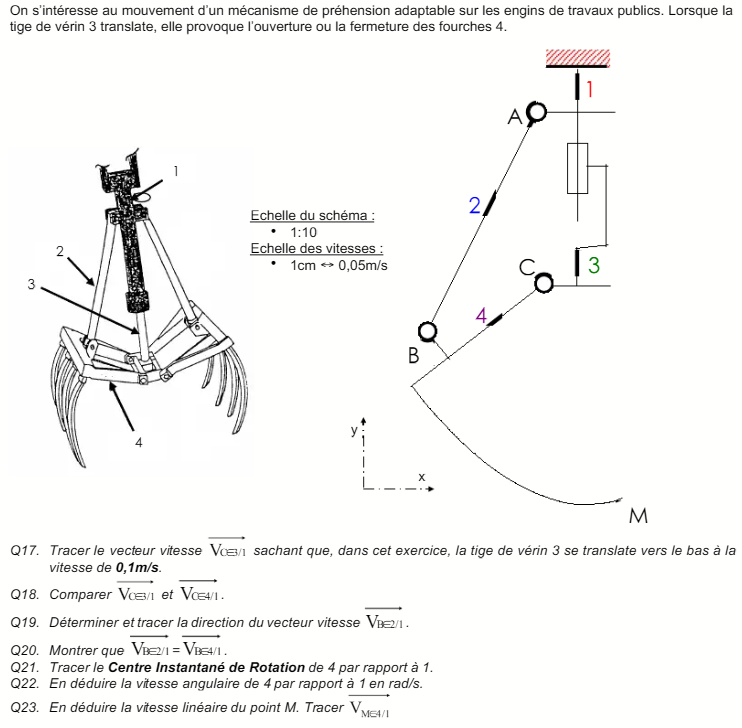 On s'intéresse au mouvement d'un mécanisme de préhension adaptable sur les engins de travaux publics. Lorsque la
tige de vérin 3 translate, elle provoque l'ouverture ou la fermeture des fourches 4.
1
2
3
4
Echelle du schéma :
• 1:10
Echelle des vitesses :
• 1cm ↔ 0,05m/s
1
A
2
C
3
4
B
y
x
M
Q17. Tracer le vecteur vitesse V C∈3/1 sachant que, dans cet exercice, la tige de vérin 3 se translate vers le bas à la
vitesse de 0,1m/s.
Q18. Comparer V C∈3/1 et V C∈4/1.
Q19. Déterminer et tracer la direction du vecteur vitesse V B∈2/1.
Q20. Montrer que V B∈2/1 = V B∈4/1.
Q21. Tracer le Centre Instantané de Rotation de 4 par rapport à 1.
Q22. En déduire la vitesse angulaire de 4 par rapport à 1 en rad/s.
Q23. En déduire la vitesse linéaire du point M. Tracer V M∈4/1